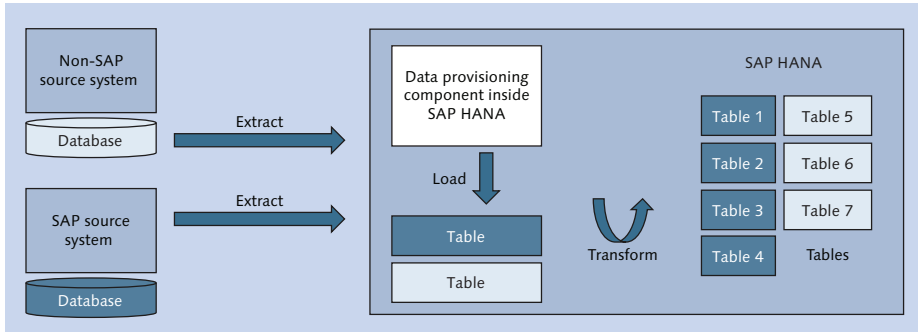 Non-SAP
source system
Database
SAP source
system
Database
Extract
Extract
Data provisioning
component inside
SAP HANA
Load
Table
Table
Transform
SAP HANA
Table 1
Table 5
Table 2
Table 6
Table 3
Table 7
Table 4
Tables